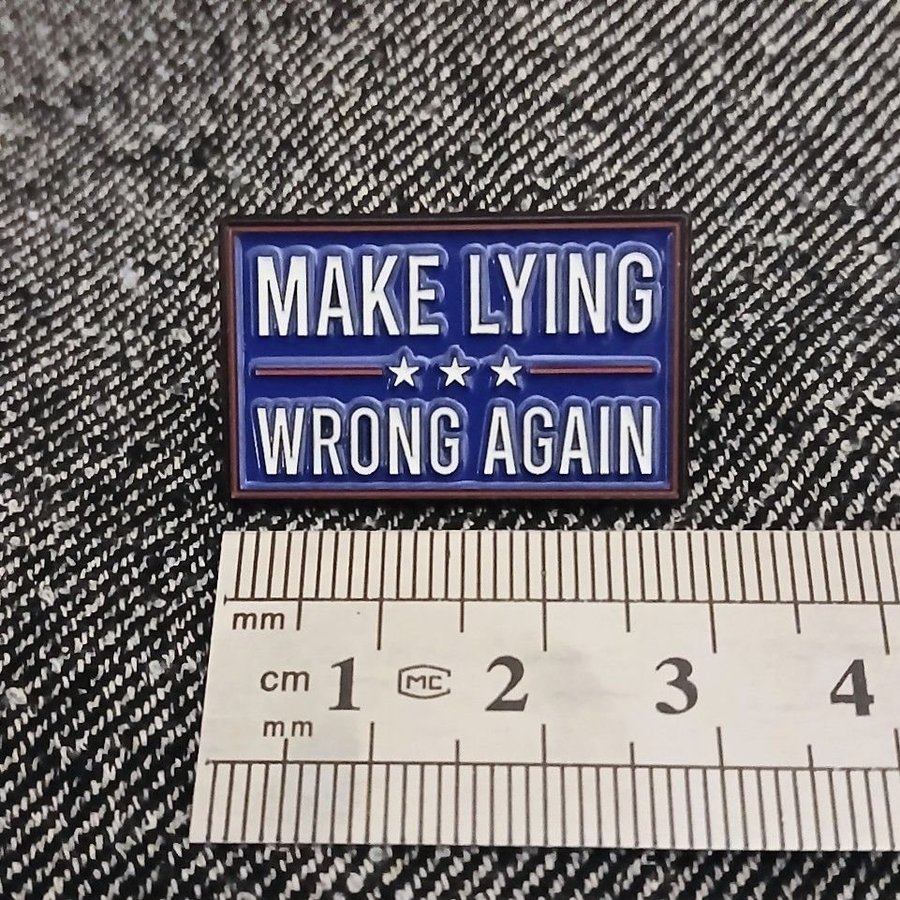 MAKE LYING
★ ★ ★
WRONG AGAIN
mm
cm 1 MC 2 3 4
mm